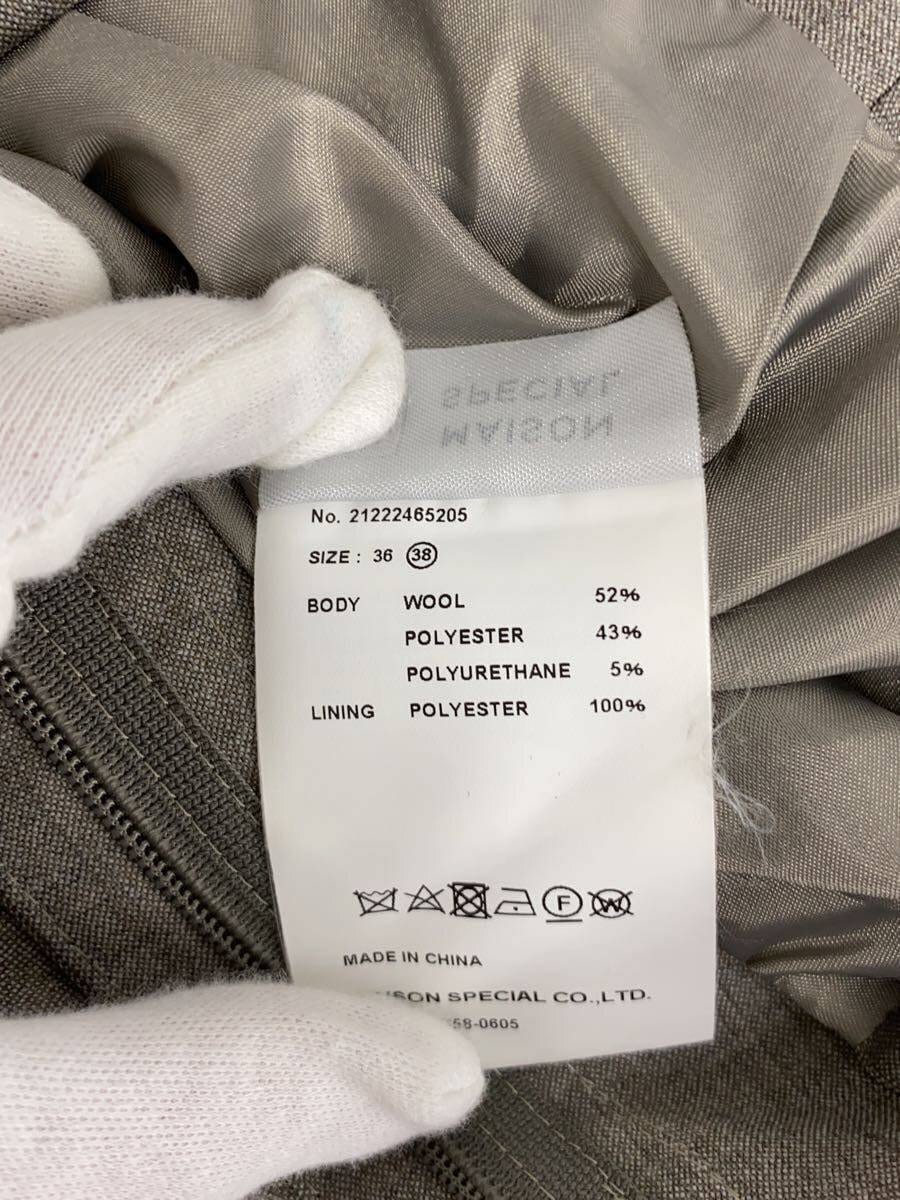 SPECIAL
MAISON
No. 21222465205
SIZE : 36 38
BODY WOOL 52%
POLYESTER 43%
POLYURETHANE 5%
LINING POLYESTER 100%
F W
MADE IN CHINA
SPECIAL CO.,LTD.
58-0605